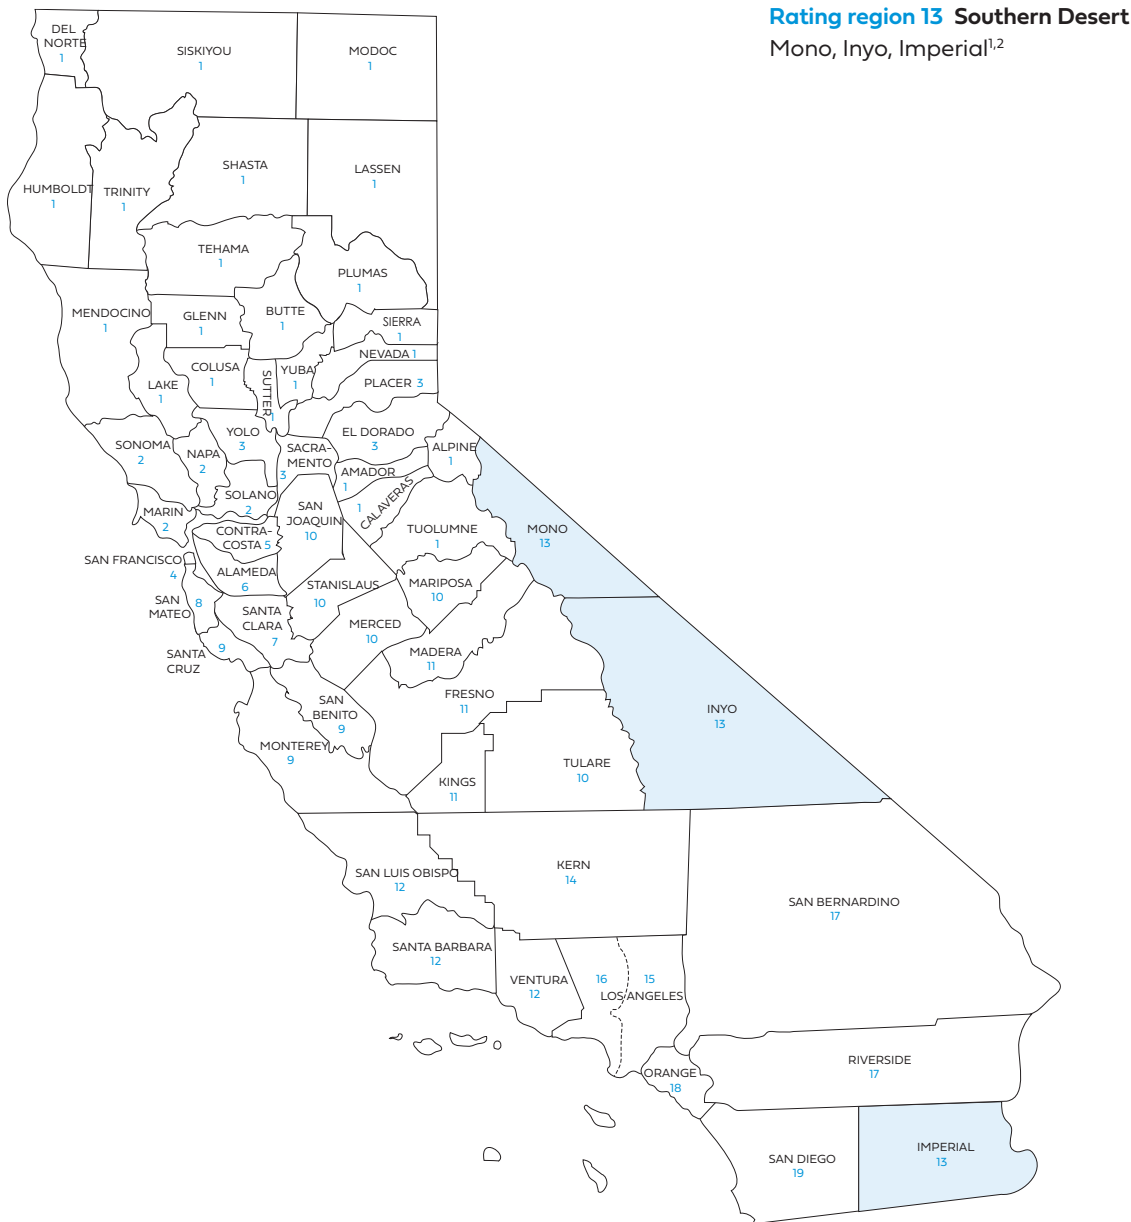 Rating region 13 Southern Desert
Mono, Inyo, Imperial1,2
DEL
NORTE
1
SISKIYOU
1
MODOC
1
SHASTA
1
LASSEN
1
HUMBOLDT
1
TRINITY
1
TEHAMA
1
PLUMAS
1
MENDOCINO
1
GLENN
1
BUTTE
1
SIERRA
1
NEVADA 1
COLUSA
1
YUBA
1
SUTTER
1
LAKE
1
PLACER 3
SONOMA
2
NAPA
2
YOLO
3
SACRA-
MENTO
3
EL DORADO
3
ALPINE
1
AMADOR
1
CALAVERAS
1
SOLANO
2
MARIN
2
SAN
JOAQUIN
10
TUOLUMNE
1
MONO
13
CONTRA-
COSTA 5
SAN FRANCISCO
4
ALAMEDA
6
STANISLAUS
10
MARIPOSA
10
SAN
MATEO
8
SANTA
CLARA
7
MERCED
10
SANTA
CRUZ
9
MADERA
11
FRESNO
11
SAN
BENITO
9
INYO
13
MONTEREY
9
KINGS
11
TULARE
10
SAN LUIS OBISPO
12
KERN
14
SAN BERNARDINO
17
SANTA BARBARA
12
VENTURA
12
16
15
LOS ANGELES
ORANGE
18
RIVERSIDE
17
SAN DIEGO
19
IMPERIAL
13